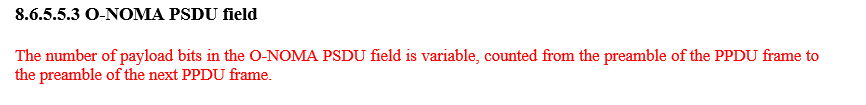 8.6.5.5.3 O-NOMA PSDU field
The number of payload bits in the O-NOMA PSDU field is variable, counted from the preamble of the PPDU frame to
the preamble of the next PPDU frame.